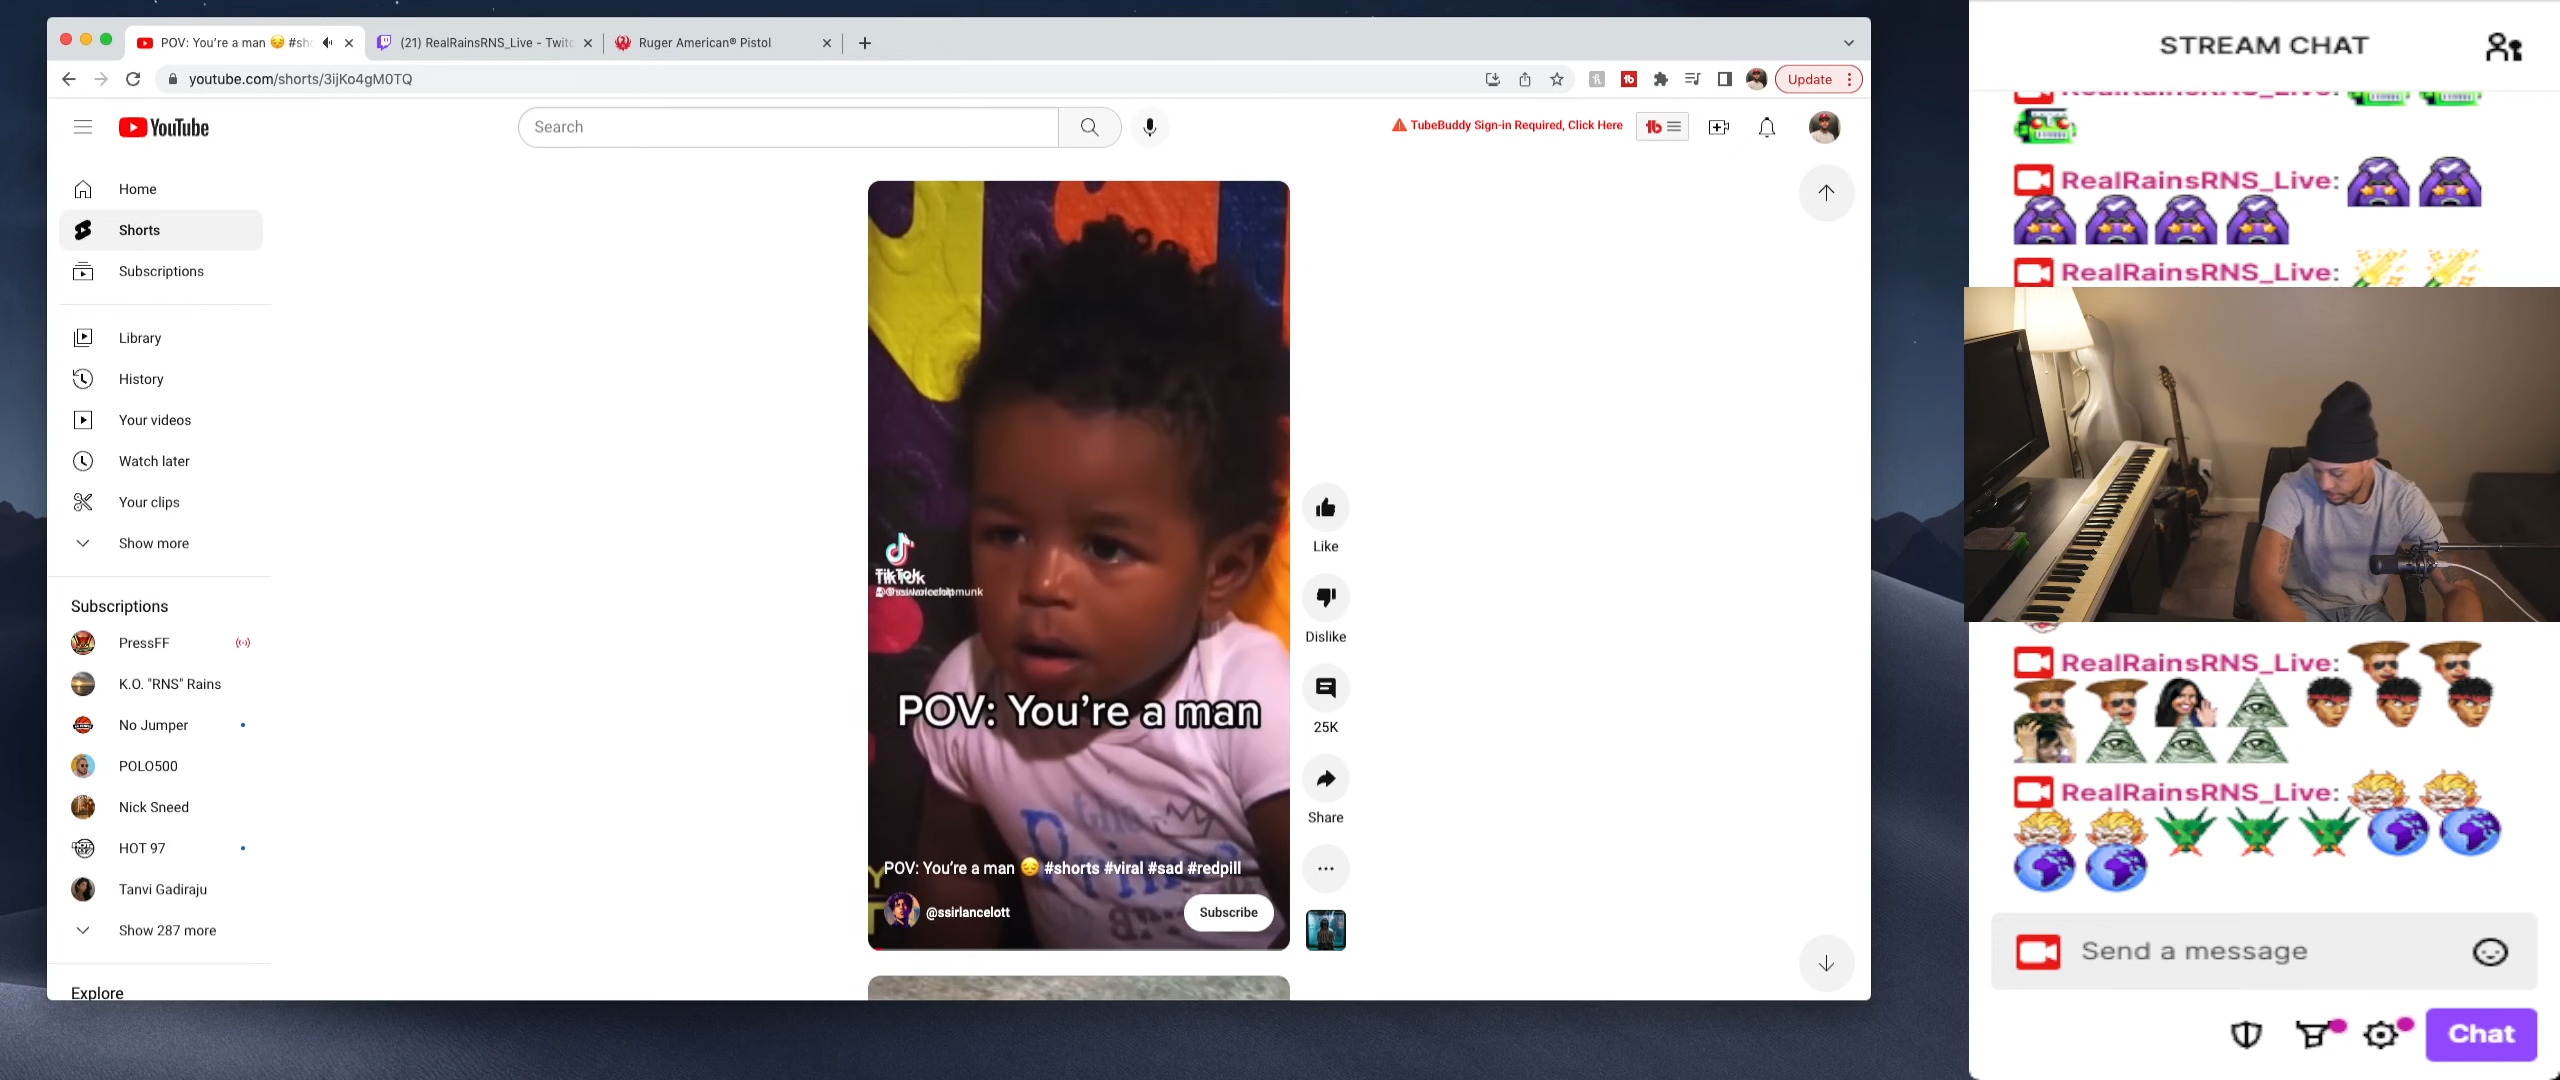 POV: You're a man 😔 #sho
(21) RealRainsRNS_Live - Twitc
Ruger American® Pistol
youtube.com/shorts/3ijKo4gM0TQ
Update
YouTube
Search
TubeBuddy Sign-in Required, Click Here
Home
Shorts
Subscriptions
Library
History
Your videos
Watch later
Your clips
Show more
Subscriptions
PressFF
K.O. "RNS" Rains
No Jumper
POLO500
Nick Sneed
HOT 97
Tanvi Gadiraju
Show 287 more
Explore
TikTok
POV: You're a man
the
POV: You're a man 😔 #shorts #viral #sad #redpill
@ssirlancelott
Subscribe
Like
Dislike
25K
Share
STREAM CHAT
RealRainsRNS_Live:
RealRainsRNS_Live:
RealRainsRNS_Live:
RealRainsRNS_Live:
RealRainsRNS_Live:
Send a message
Chat